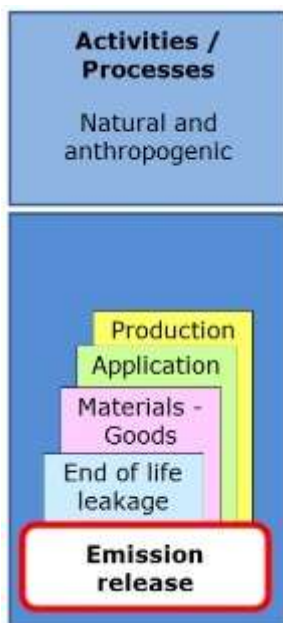 Activities /
Processes
Natural and
anthropogenic
Production
Application
Materials -
Goods
End of life
leakage
Emission
release